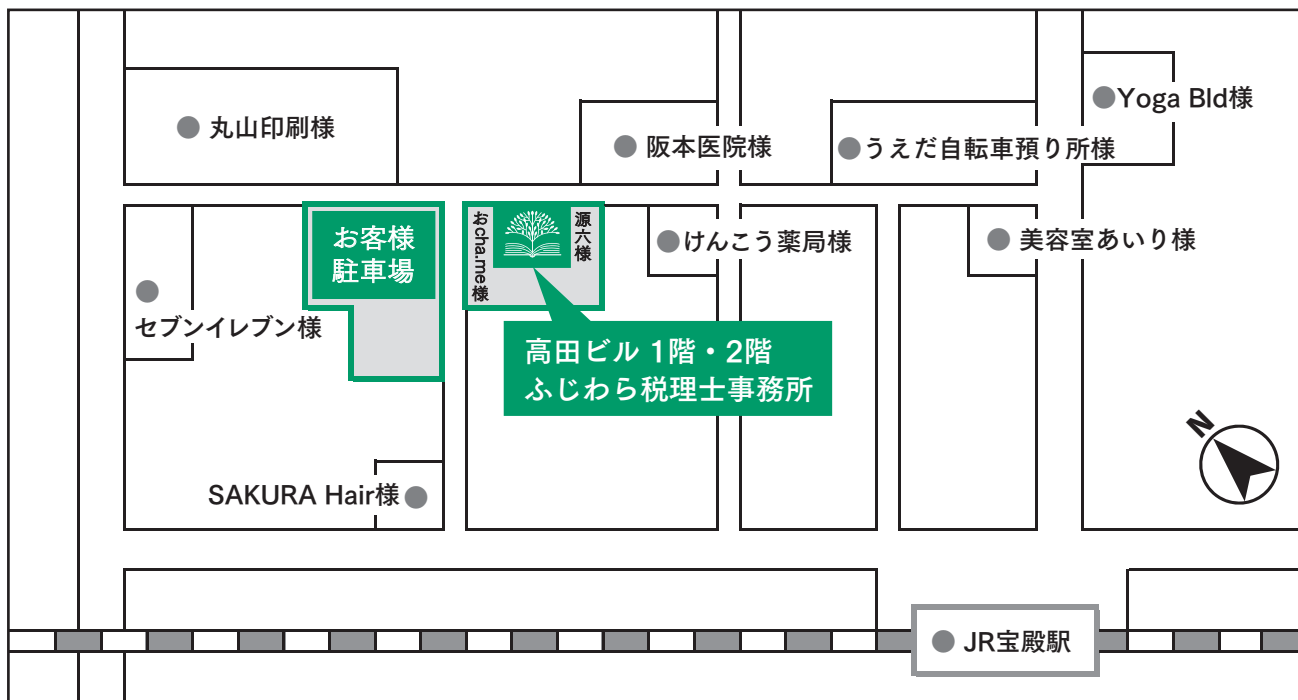 Yoga Bld様
丸山印刷様
阪本医院様
うえだ自転車預り所様
お客様
駐車場
おcha.me様
源六様
けんこう薬局様
美容室あいり様
セブンイレブン様
高田ビル 1階・2階
ふじわら税理士事務所
N
SAKURA Hair様
JR宝殿駅